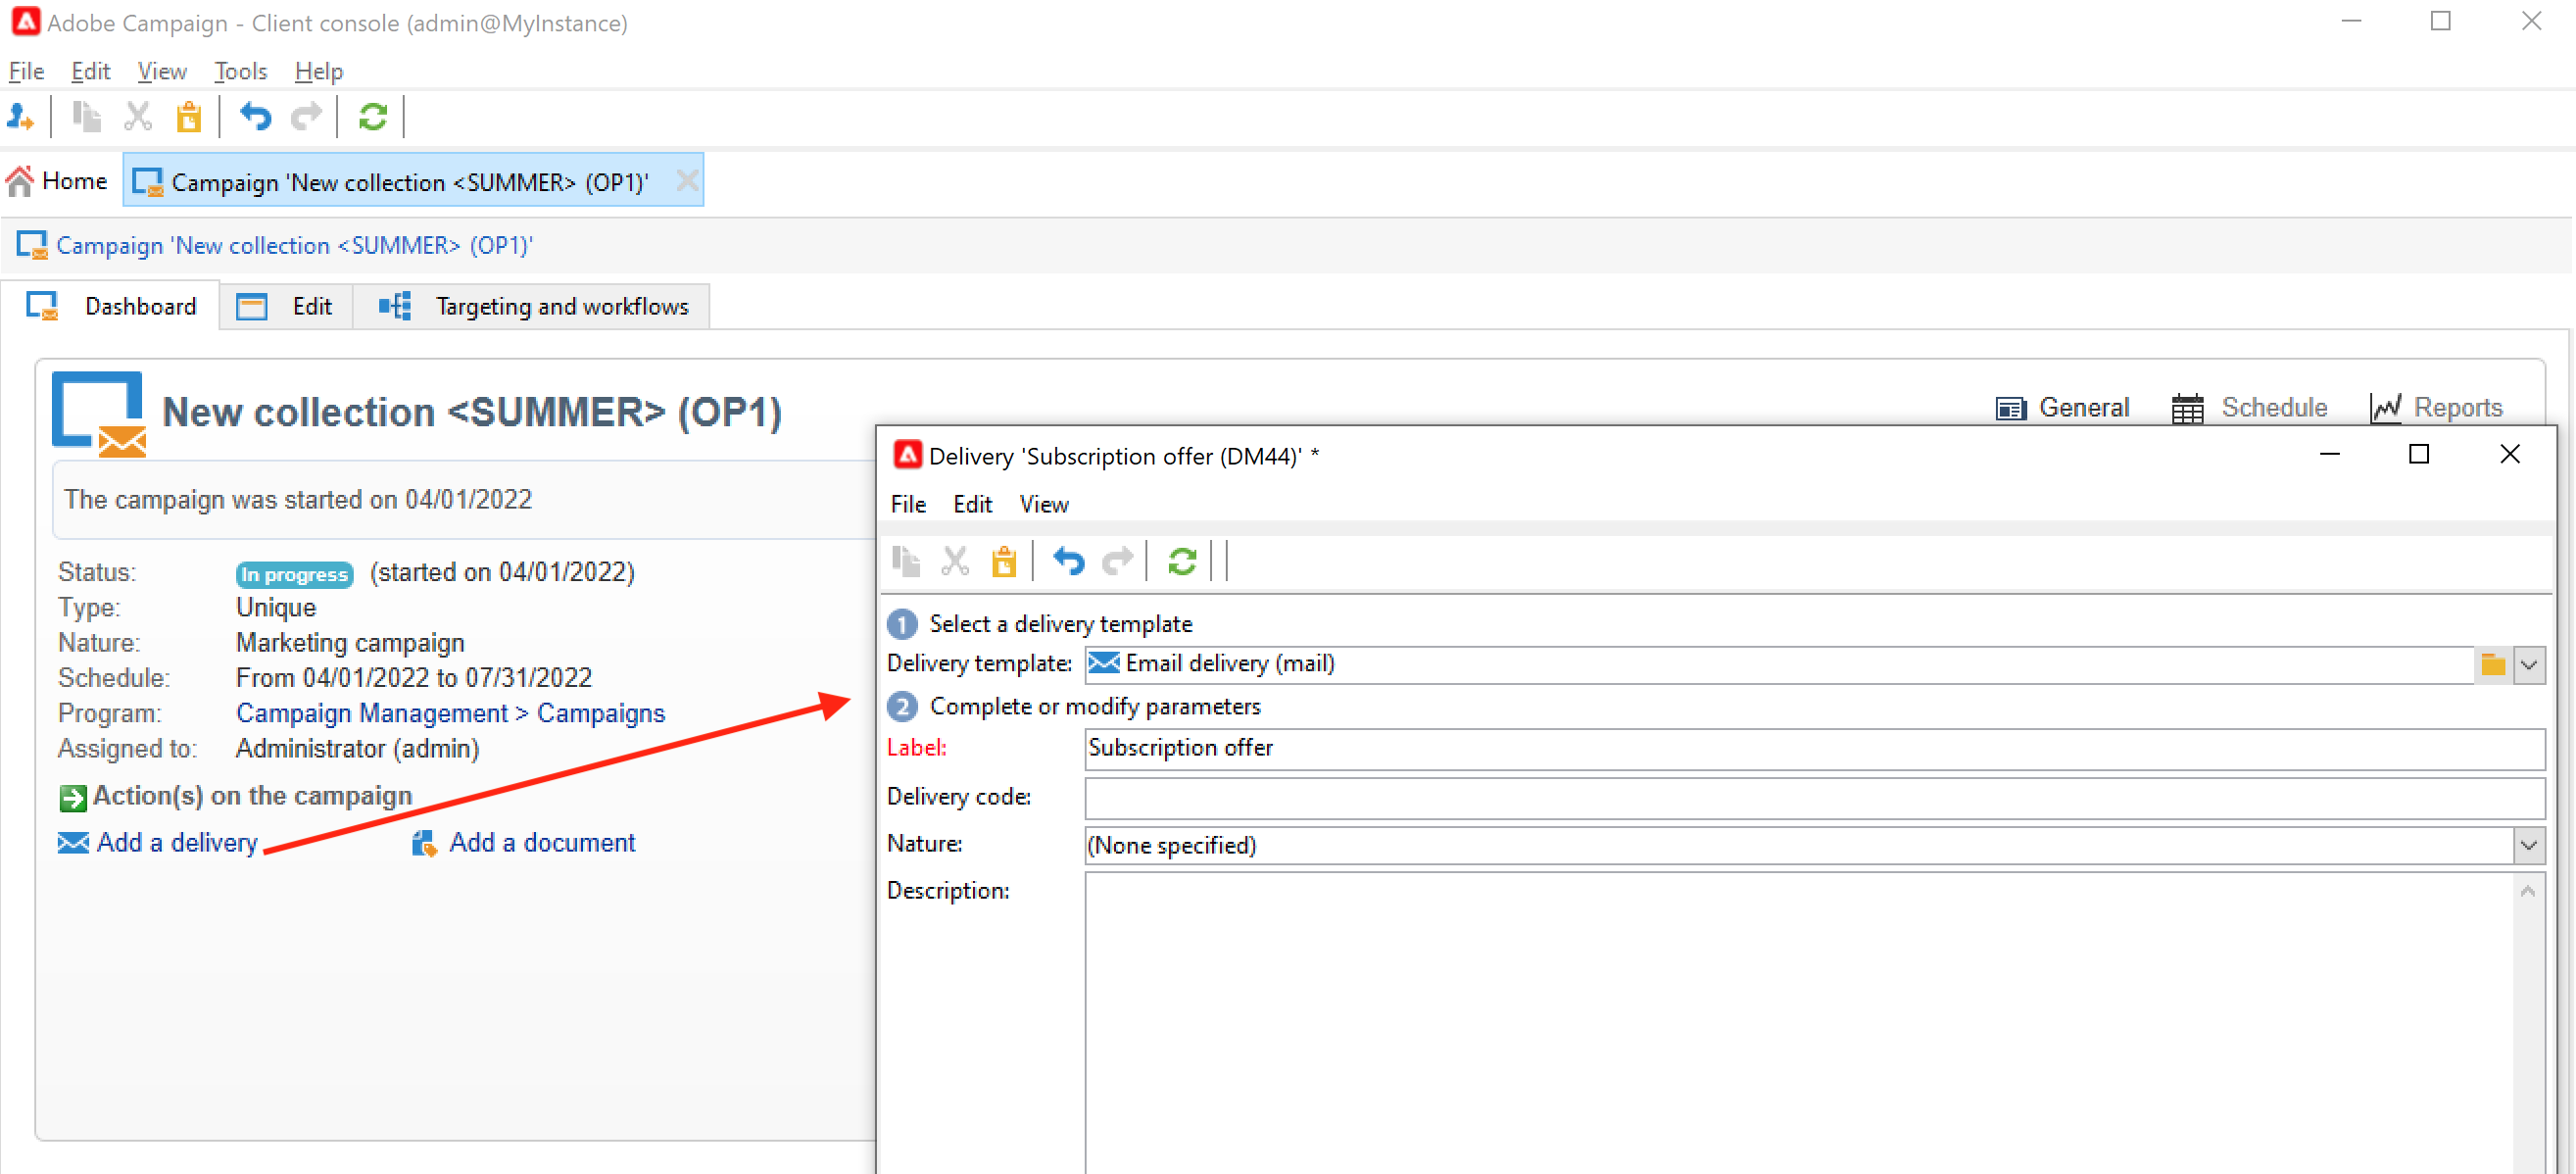 Adobe Campaign - Client console (admin@MyInstance)
File Edit View Tools Help
Home Campaign 'New collection <SUMMER> (OP1)'
Campaign 'New collection <SUMMER> (OP1)'
Dashboard Edit Targeting and workflows
New collection <SUMMER> (OP1)
General Schedule Reports
The campaign was started on 04/01/2022
Status: In progress (started on 04/01/2022)
Type: Unique
Nature: Marketing campaign
Schedule: From 04/01/2022 to 07/31/2022
Program: Campaign Management > Campaigns
Assigned to: Administrator (admin)
Action(s) on the campaign
Add a delivery Add a document
Delivery 'Subscription offer (DM44)' *
File Edit View
1 Select a delivery template
Delivery template: Email delivery (mail)
2 Complete or modify parameters
Label: Subscription offer
Delivery code:
Nature: (None specified)
Description: